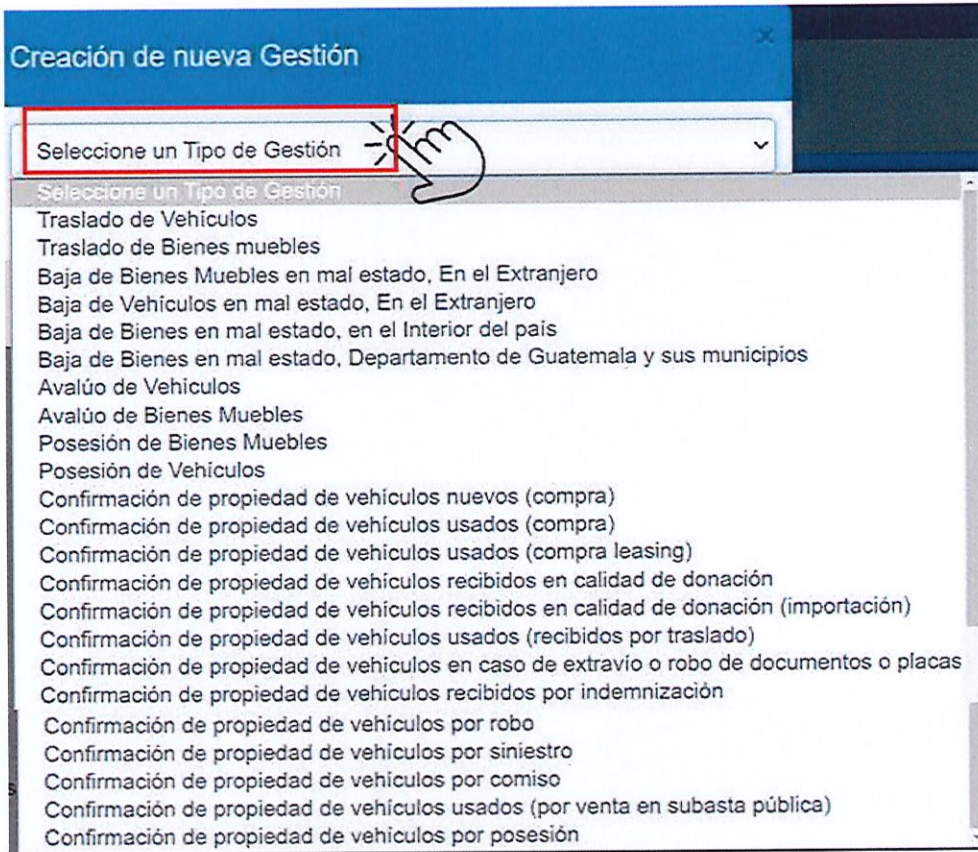 Creación de nueva Gestión
×
Seleccione un Tipo de Gestión
Seleccione un Tipo de Gestión
Traslado de Vehículos
Traslado de Bienes muebles
Baja de Bienes Muebles en mal estado, En el Extranjero
Baja de Vehículos en mal estado, En el Extranjero
Baja de Bienes en mal estado, en el Interior del país
Baja de Bienes en mal estado, Departamento de Guatemala y sus municipios
Avalúo de Vehículos
Avalúo de Bienes Muebles
Posesión de Bienes Muebles
Posesión de Vehículos
Confirmación de propiedad de vehículos nuevos (compra)
Confirmación de propiedad de vehículos usados (compra)
Confirmación de propiedad de vehículos usados (compra leasing)
Confirmación de propiedad de vehículos recibidos en calidad de donación
Confirmación de propiedad de vehículos recibidos en calidad de donación (importación)
Confirmación de propiedad de vehículos usados (recibidos por traslado)
Confirmación de propiedad de vehículos en caso de extravío o robo de documentos o placas
Confirmación de propiedad de vehículos recibidos por indemnización
Confirmación de propiedad de vehículos por robo
Confirmación de propiedad de vehículos por siniestro
Confirmación de propiedad de vehículos por comiso
Confirmación de propiedad de vehículos usados (por venta en subasta pública)
Confirmación de propiedad de vehículos por posesión